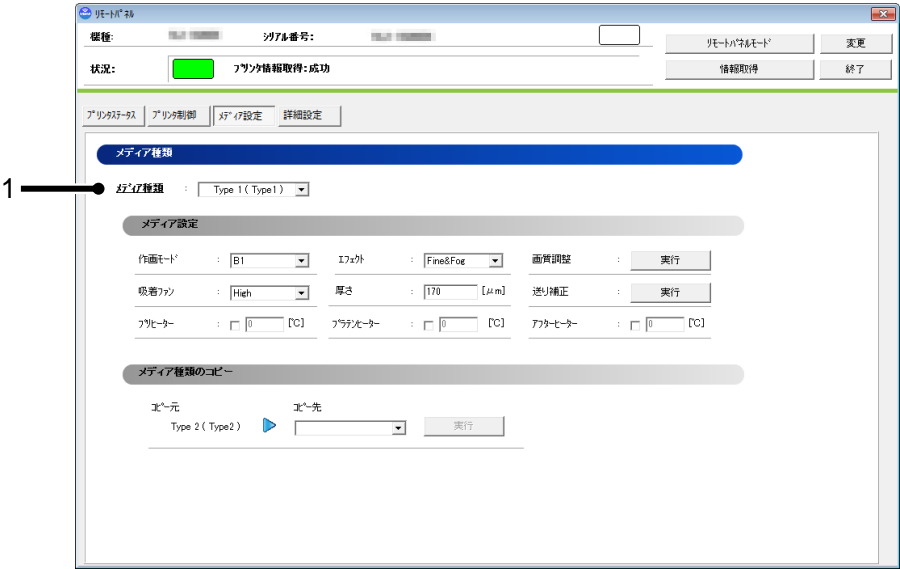 リモートパネル
機種: シリアル番号: リモートパネルモード 変更
状況: プリンタ情報取得:成功 情報取得 終了
プリンタステータス プリンタ制御 メディア設定 詳細設定
メディア種類
1 メディア種類 : Type 1 ( Type1 )
メディア設定
作画モード : B1 エフェクト : Fine&Fog 画質調整 : 実行
吸着ファン : High 厚さ : 170 [μm] 送り補正 : 実行
プリヒーター : 0 [℃] プラテンヒーター : 0 [℃] アフターヒーター : 0 [℃]
メディア種類のコピー
コピー元 コピー先
Type 2 ( Type2 ) 実行